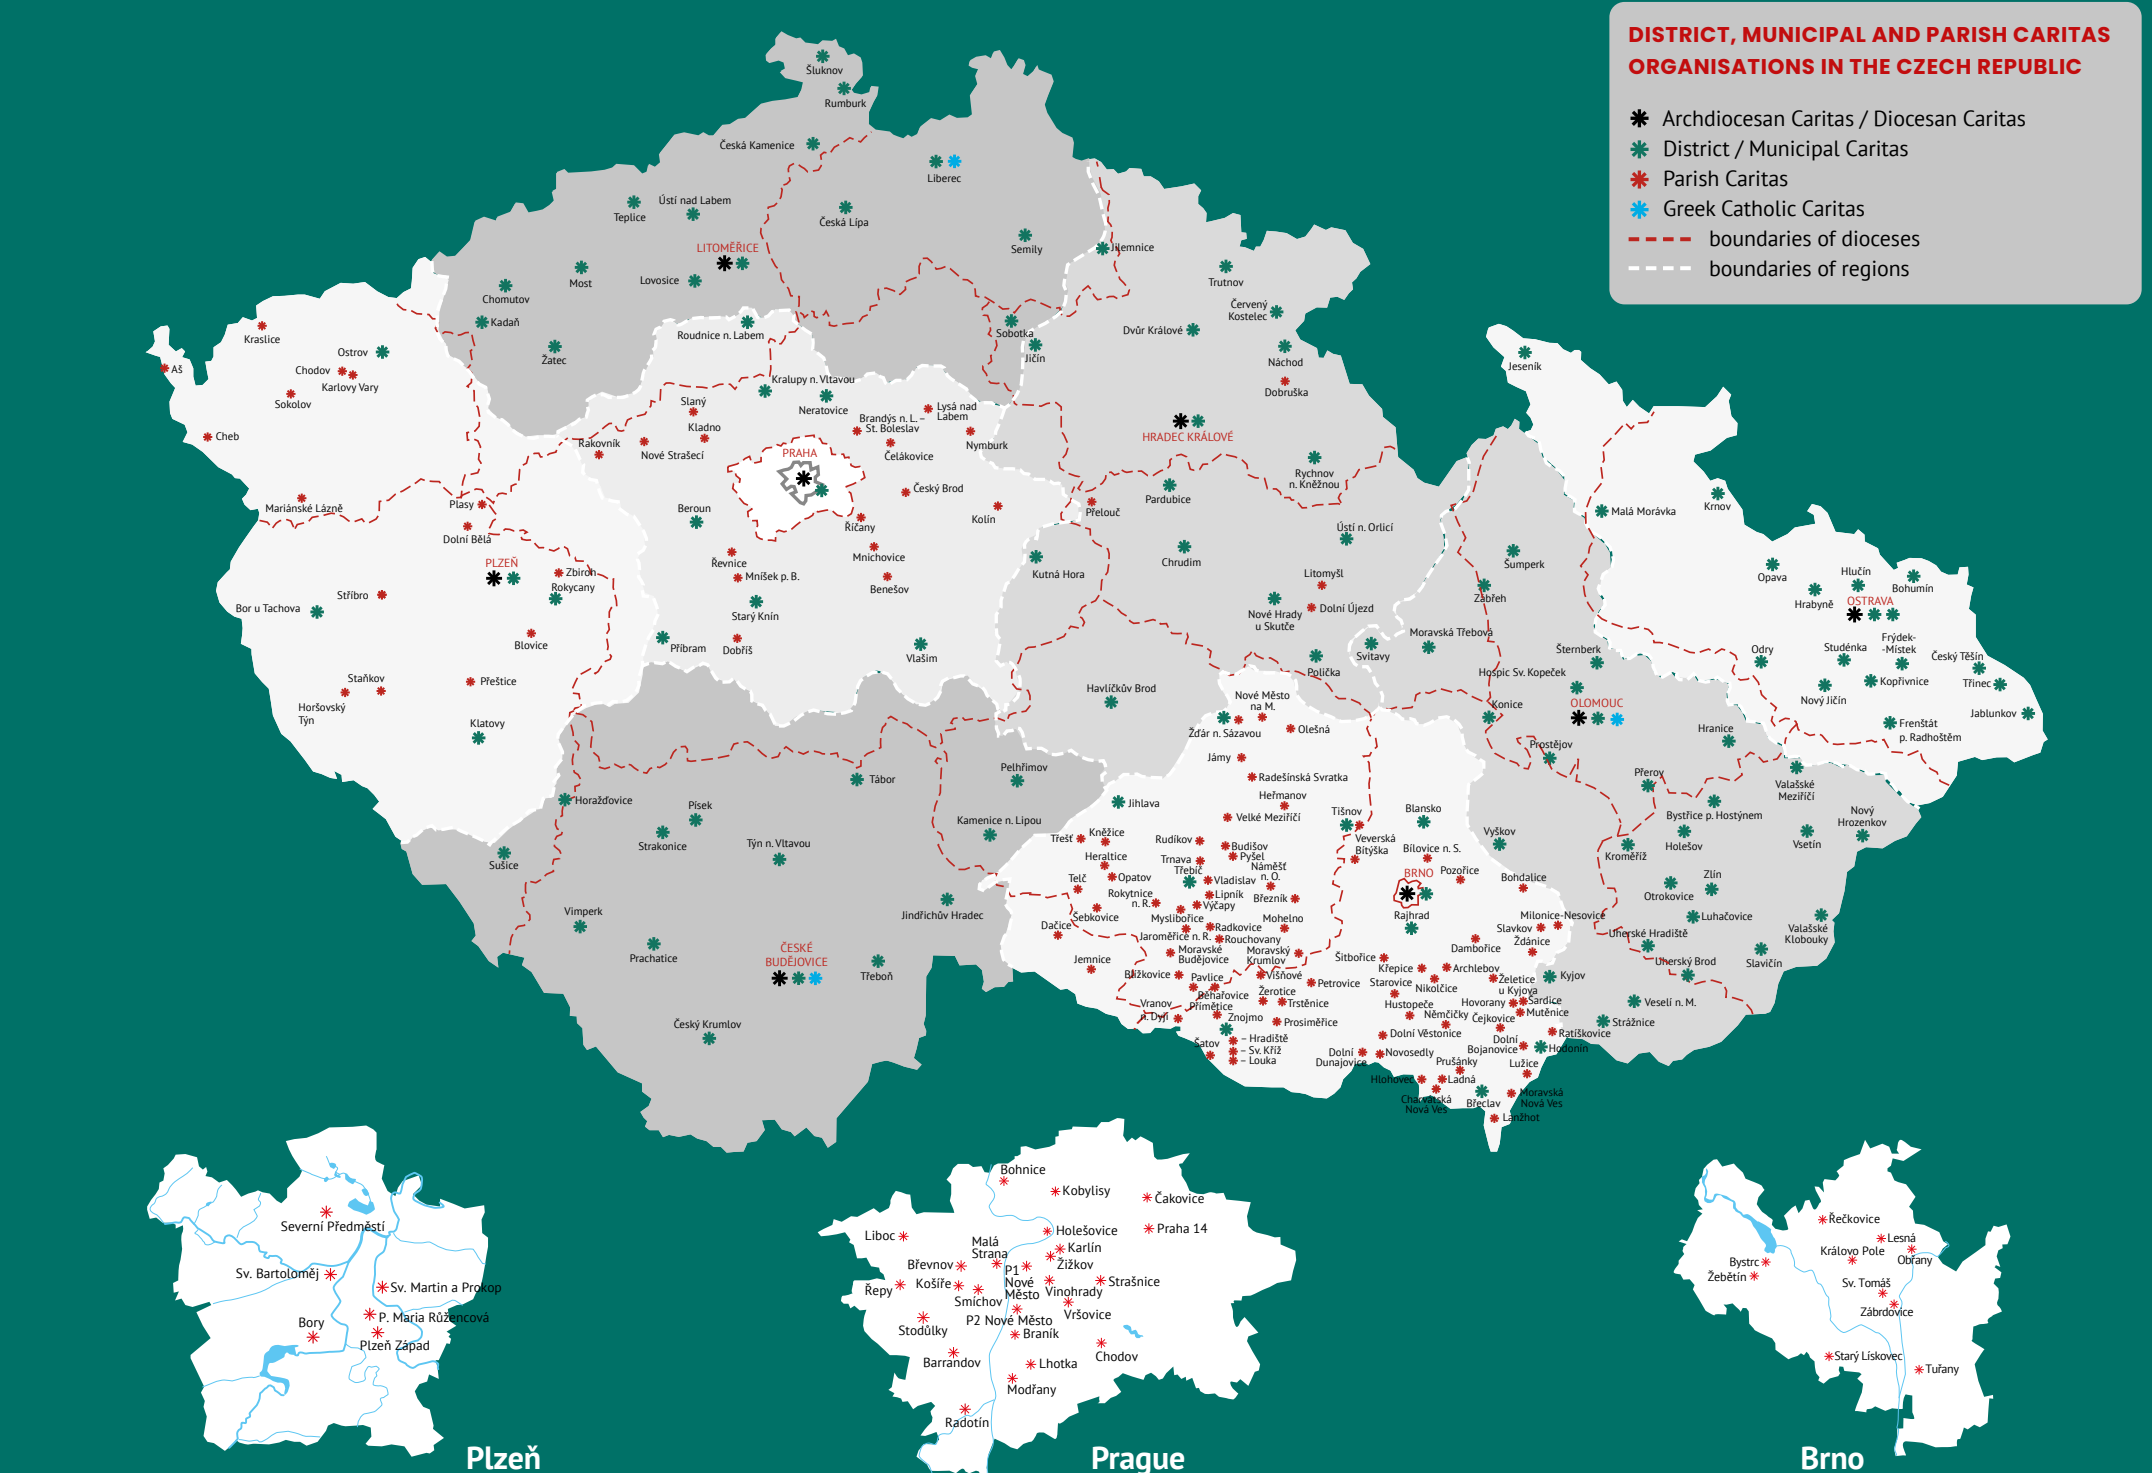 DISTRICT, MUNICIPAL AND PARISH CARITAS
ORGANISATIONS IN THE CZECH REPUBLIC
Archdiocesan Caritas / Diocesan Caritas
District / Municipal Caritas
Parish Caritas
Greek Catholic Caritas
boundaries of dioceses
boundaries of regions
Šluknov
Rumburk
Česká Kamenice
Liberec
Teplice
Ústí nad Labem
Česká Lípa
LITOMĚŘICE
Semily
Jilemnice
Most
Lovosice
Chomutov
Kadaň
Trutnov
Červený
Kostelec
Roudnice n. Labem
Sobotka
Jičín
Dvůr Králové
Náchod
Dobruška
Žatec
Kraslice
Ostrov
Aš
Chodov
Karlovy Vary
Sokolov
Cheb
Jeseník
Kralupy n. Vltavou
Neratovice
Slaný
Kladno
Brandýs n. L. –
St. Boleslav
Lysá nad
Labem
Nymburk
Čelákovice
Rakovník
Nové Strašecí
PRAHA
HRADEC KRÁLOVÉ
Rychnov
n. Kněžnou
Mariánské Lázně
Plasy
Dolní Bělá
Český Brod
Kolín
Přelouč
Pardubice
Malá Morávka
Krnov
Beroun
Říčany
Mnichovice
Řevnice
Mníšek p. B.
Benešov
Kutná Hora
Chrudim
Ústí n. Orlicí
Šumperk
Zábřeh
PLZEŇ
Zbiroh
Rokycany
Stříbro
Bor u Tachova
Blovice
Starý Knín
Dobříš
Příbram
Vlašim
Litomyšl
Dolní Újezd
Nové Hrady
u Skutče
Polička
Svitavy
Moravská Třebová
Opava
Hlučín
Bohumín
Hrabyně
OSTRAVA
Frýdek-
-Místek
Studénka
Odry
Český Těšín
Třinec
Kopřivnice
Nový Jičín
Jablunkov
Frenštát
p. Radhoštěm
Šternberk
Hospic Sv. Kopeček
OLOMOUC
Konice
Prostějov
Hranice
Přerov
Valašské
Meziříčí
Staňkov
Horšovský
Týn
Přeštice
Klatovy
Havlíčkův Brod
Nové Město
na M.
Žďár n. Sázavou
Olešná
Jámy
Radešínská Svratka
Heřmanov
Velké Meziříčí
Pelhřimov
Jihlava
Kamenice n. Lipou
Tábor
Horažďovice
Písek
Strakonice
Týn n. Vltavou
Sušice
Vimperk
Prachatice
ČESKÉ
BUDĚJOVICE
Třeboň
Jindřichův Hradec
Český Krumlov
Tišnov
Veverská
Bítýška
Blansko
Bílovice n. S.
Vyškov
Třešť
Kněžice
Rudíkov
Budišov
Pyšel
Heraltice
Trnava
Třebíč
Náměšť
n. O.
Telč
Opatov
Vladislav
Lipník
Rokytnice
n. R.
Výčapy
Březník
Šebkovice
Myslibořice
Mohelno
Dačice
Jaroměřice n. R.
Radkovice
Rouchovany
Moravské
Budějovice
Moravský
Krumlov
Jemnice
Blížkovice
Pavlice
Višňové
Běhařovice
Žerotice
Petrovice
Vranov
n. Dyjí
Přímětice
Trstěnice
Znojmo
Prosiměřice
Šatov
– Hradiště
– Sv. Kříž
– Louka
BRNO
Pozořice
Rajhrad
Bohdalice
Milonice-Nesovice
Slavkov
Ždánice
Dambořice
Šitbořice
Křepice
Archlebov
Nikolčice
Želetice
u Kyjova
Starovice
Kyjov
Hustopeče
Hovorany
Šardice
Němčičky
Čejkovice
Mutěnice
Dolní Věstonice
Dolní
Bojanovice
Ratíškovice
Hodonín
Dolní
Dunajovice
Novosedly
Prušánky
Lužice
Hlohovec
Ladná
Charvátská
Nová Ves
Břeclav
Moravská
Nová Ves
Lanžhot
Bystřice p. Hostýnem
Holešov
Kroměříž
Vsetín
Nový
Hrozenkov
Zlín
Otrokovice
Luhačovice
Valašské
Klobouky
Uherské Hradiště
Uherský Brod
Slavičín
Veselí n. M.
Strážnice
Severní Předměstí
Sv. Bartoloměj
Sv. Martin a Prokop
P. Maria Růžencová
Bory
Plzeň Západ
Plzeň
Bohnice
Kobylisy
Čakovice
Liboc
Holešovice
Praha 14
Malá
Strana
Karlín
Žižkov
Břevnov
P1
Nové
Město
Řepy
Košíře
Smíchov
Vinohrady
Strašnice
Vršovice
Stodůlky
P2 Nové Město
Braník
Barrandov
Lhotka
Chodov
Modřany
Radotín
Prague
Řečkovice
Lesná
Královo Pole
Obřany
Bystrc
Žebětín
Sv. Tomáš
Zábrdovice
Starý Lískovec
Tuřany
Brno